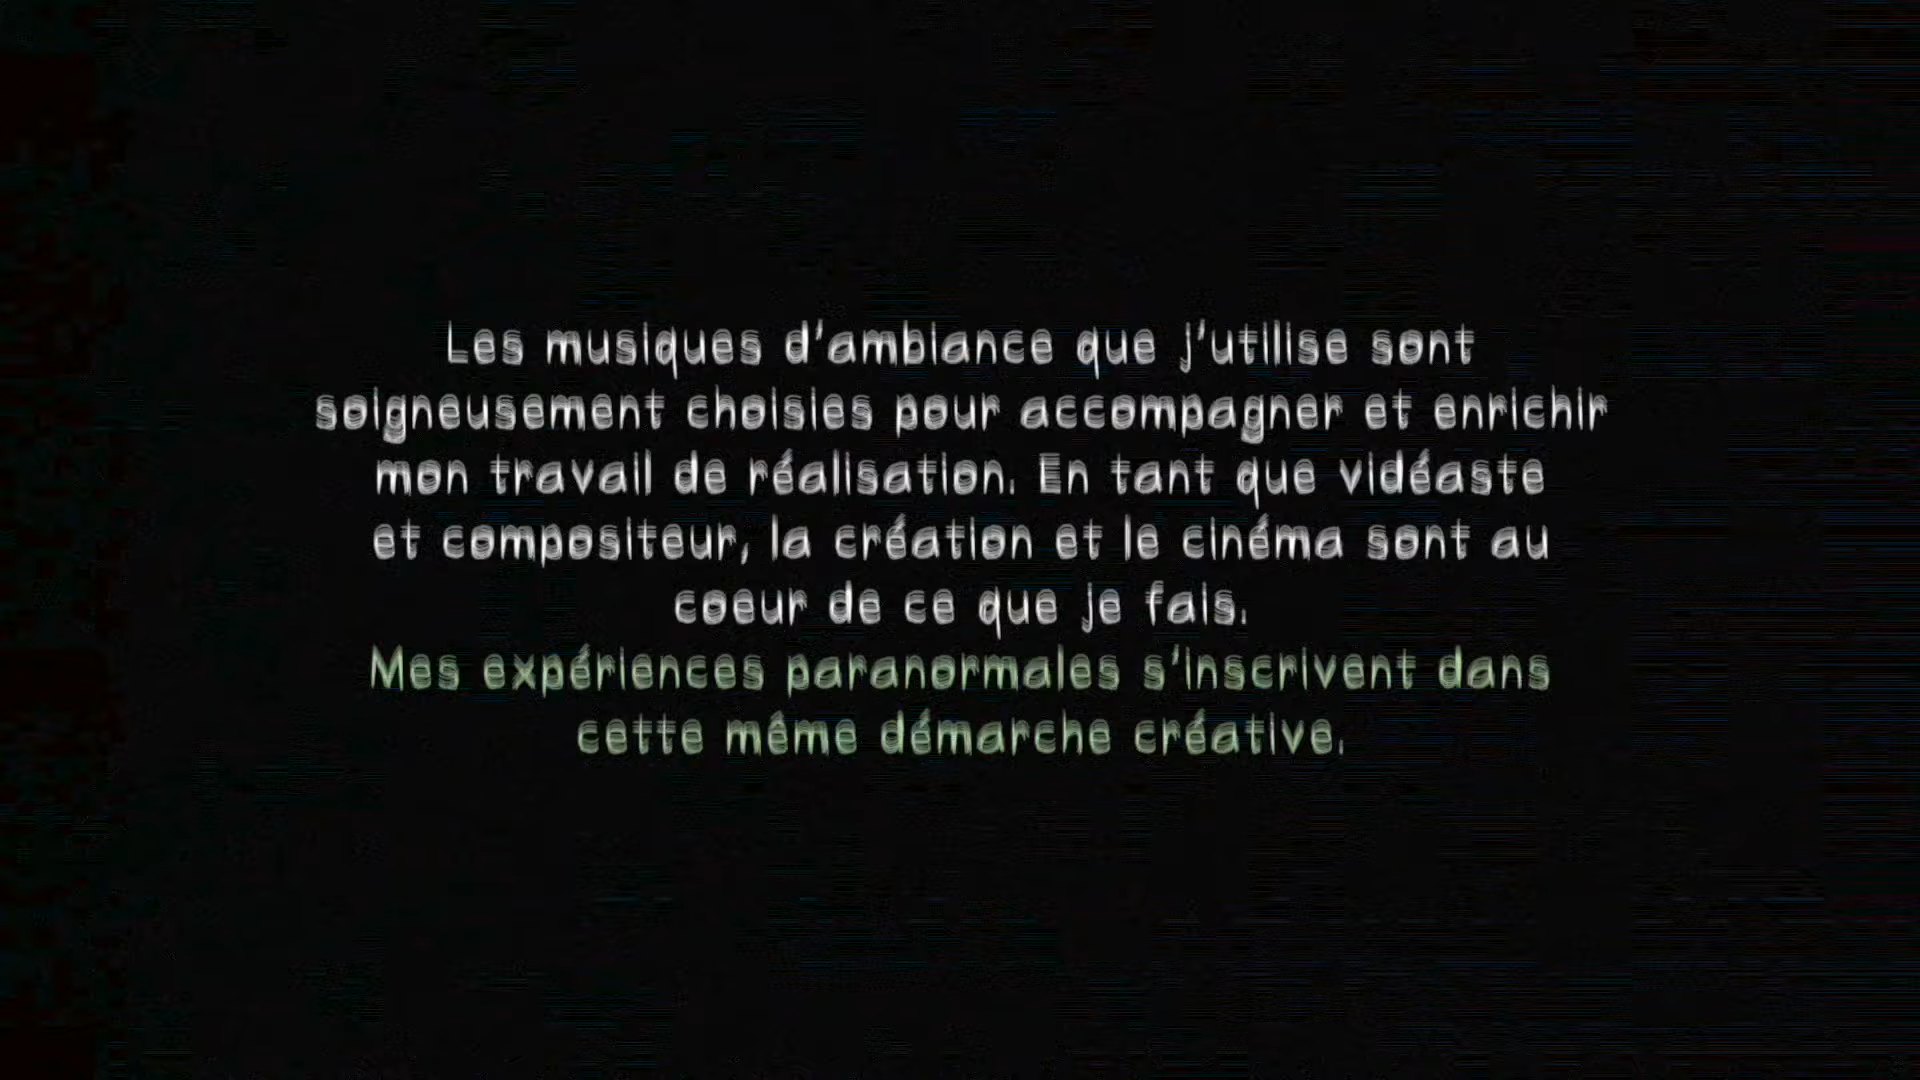 Les musiques d'ambiance que j'utilise sont
soigneusement choisies pour accompagner et enrichir
mon travail de réalisation. En tant que vidéaste
et compositeur, la création et le cinéma sont au
coeur de ce que je fais.
Mes expériences paranormales s'inscrivent dans
cette même démarche créative.